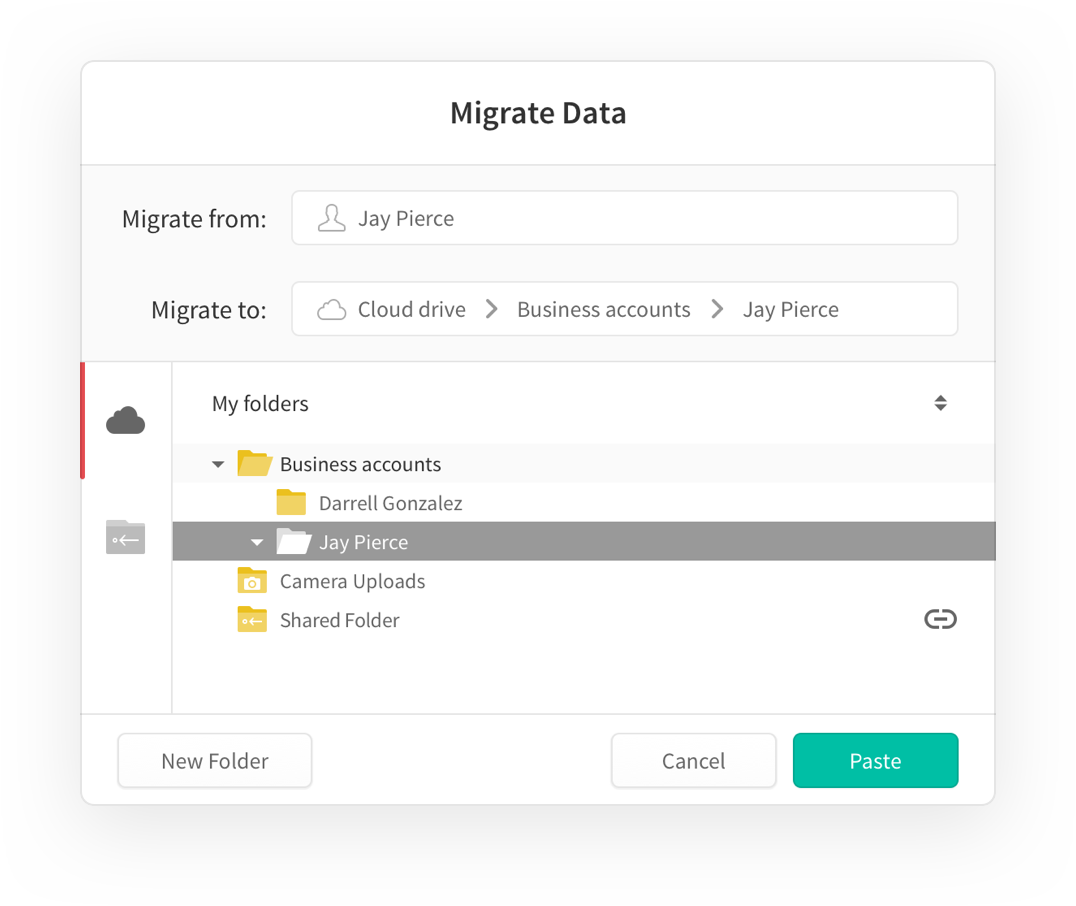 Migrate Data
Migrate from: Jay Pierce
Migrate to: Cloud drive Business accounts Jay Pierce
My folders
Business accounts
Darrell Gonzalez
Jay Pierce
Camera Uploads
Shared Folder
New Folder Cancel Paste